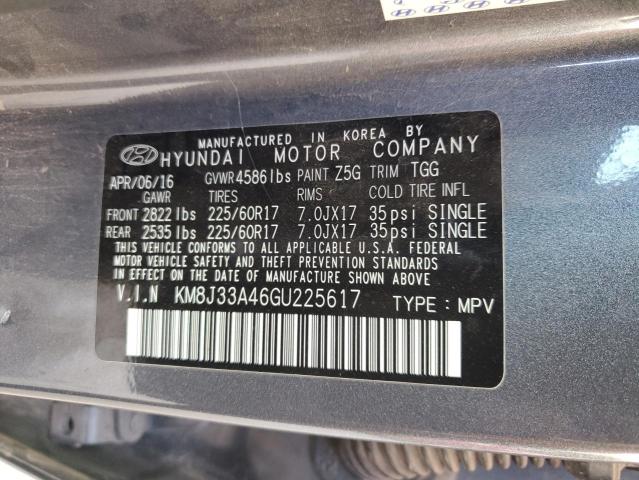 MANUFACTURED IN KOREA BY
HYUNDAI MOTOR COMPANY
APR/06/16 GVWR 4586lbs PAINT Z5G TRIM TGG
GAWR TIRES RIMS COLD TIRE INFL
FRONT 2822 lbs 225/60R17 7.0JX17 35psi SINGLE
REAR 2535 lbs 225/60R17 7.0JX17 35psi SINGLE
THIS VEHICLE CONFORMS TO ALL APPLICABLE U.S.A. FEDERAL
MOTOR VEHICLE SAFETY AND THEFT PREVENTION STANDARDS
IN EFFECT ON THE DATE OF MANUFACTURE SHOWN ABOVE
V.I.N KM8J33A46GU225617 TYPE : MPV